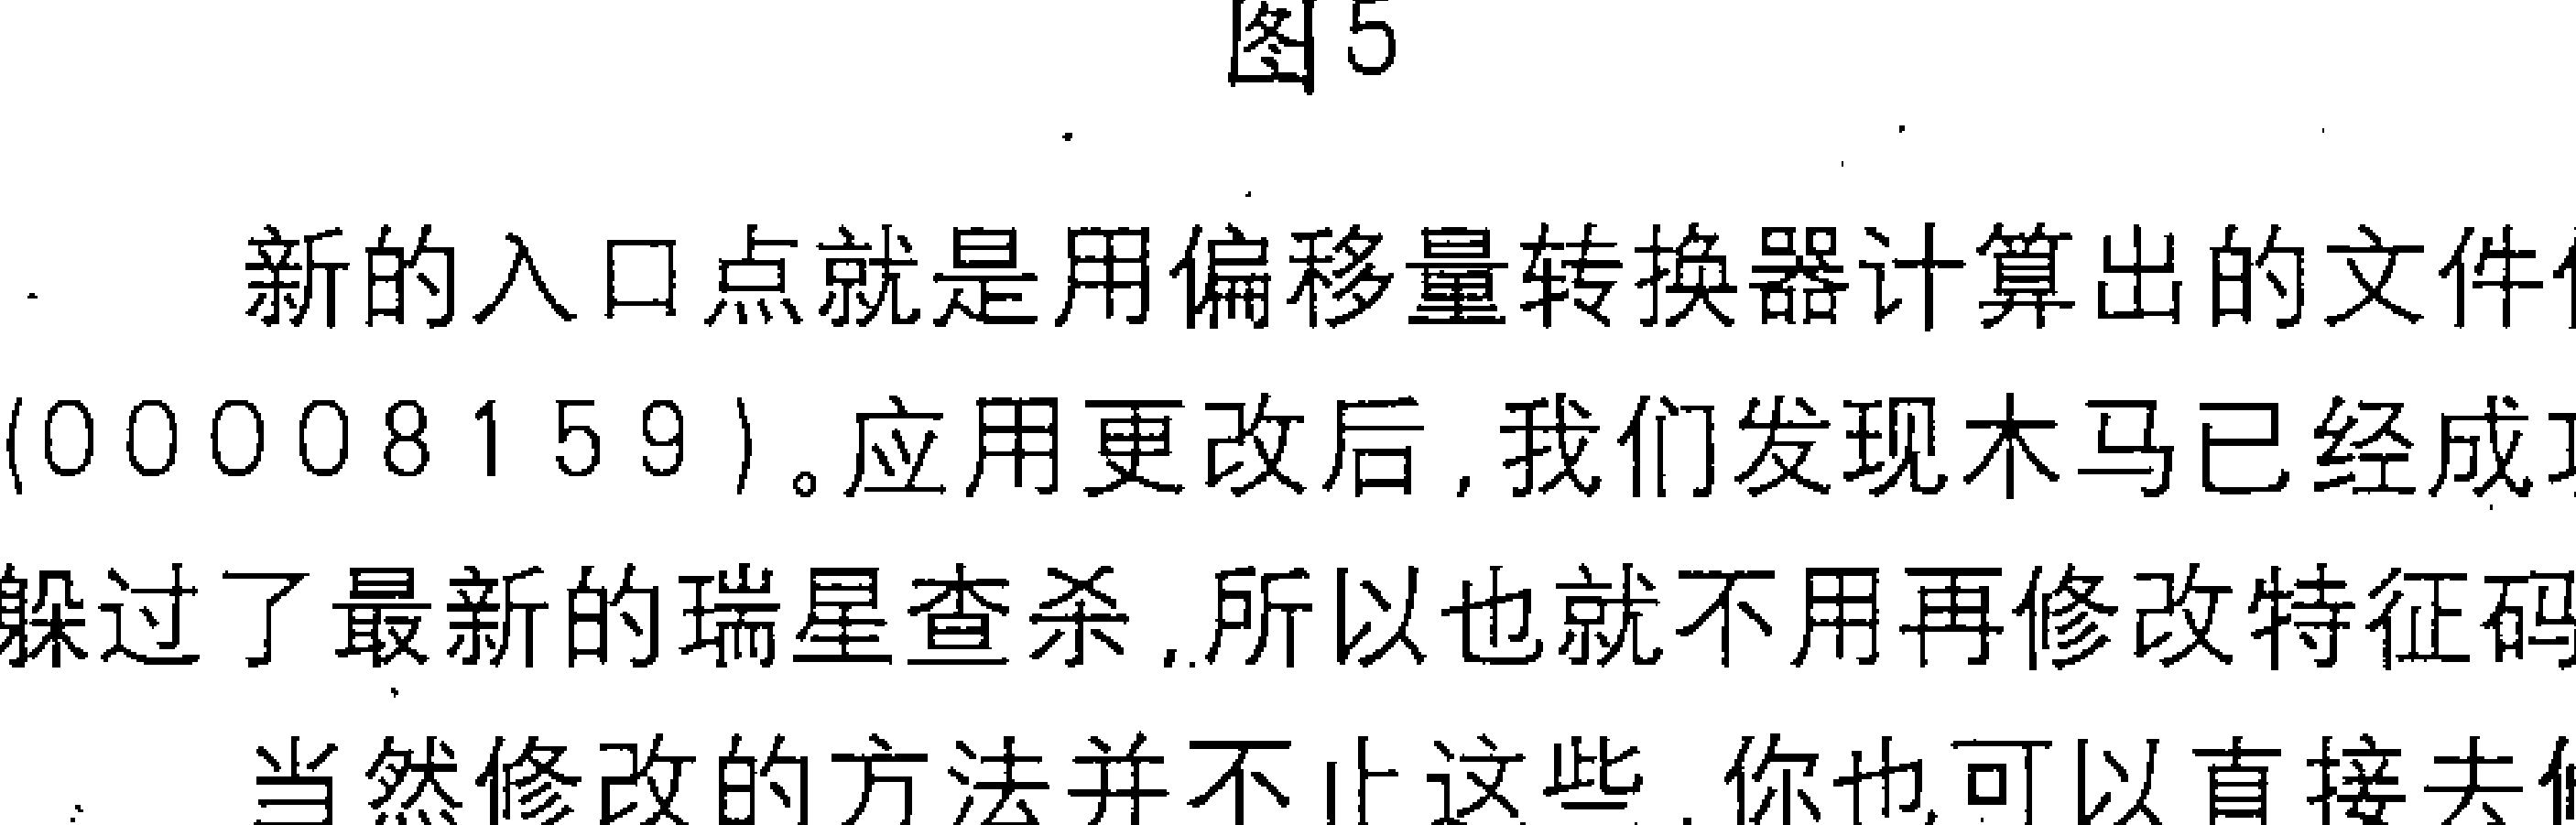 图5
新的入口点就是用偏移量转换器计算出的文件
(00008159)。应用更改后,我们发现木马已经成
躲过了最新的瑞星查杀,所以也就不用再修改特征码
当然修改的方法并不止这些,你也可以直接去